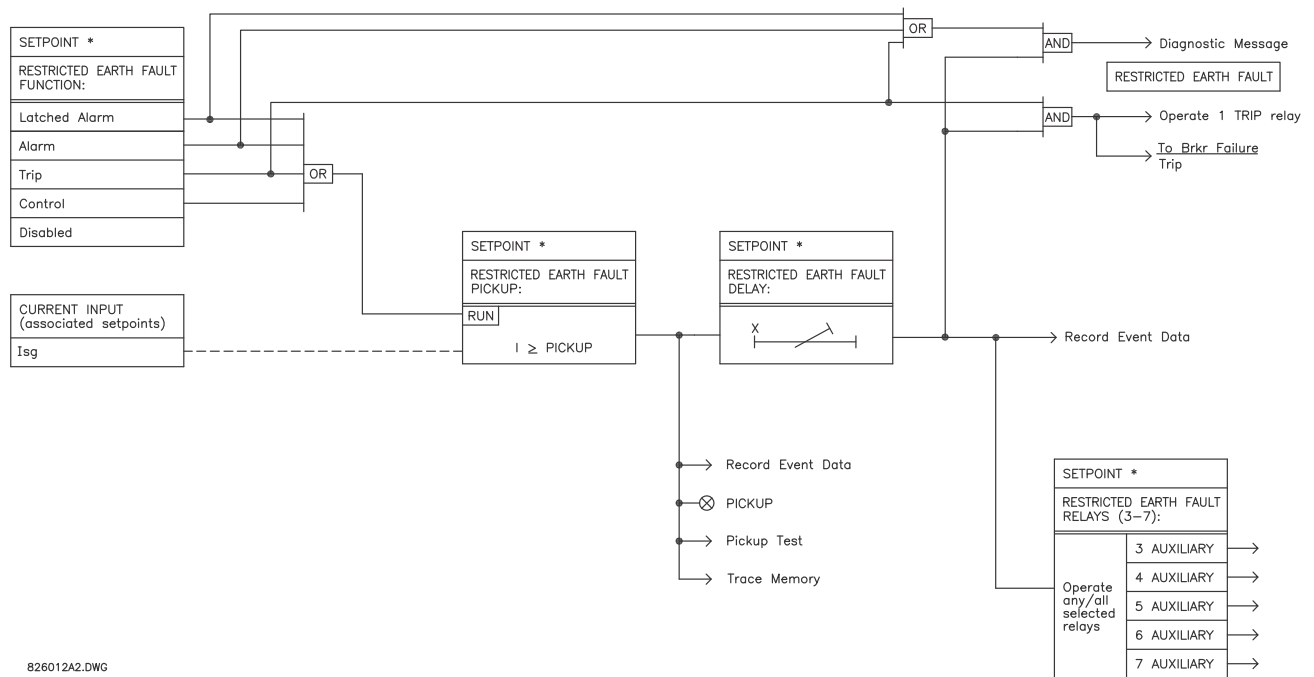 SETPOINT *
RESTRICTED EARTH FAULT
FUNCTION:
Latched Alarm
Alarm
Trip
Control
Disabled
CURRENT INPUT
(associated setpoints)
Isg
OR
OR
AND
Diagnostic Message
RESTRICTED EARTH FAULT
AND
Operate 1 TRIP relay
To Brkr Failure
Trip
SETPOINT *
RESTRICTED EARTH FAULT
PICKUP:
RUN
I ≥ PICKUP
SETPOINT *
RESTRICTED EARTH FAULT
DELAY:
X
Record Event Data
Record Event Data
PICKUP
Pickup Test
Trace Memory
SETPOINT *
RESTRICTED EARTH FAULT
RELAYS (3–7):
Operate
any/all
selected
relays
3 AUXILIARY
4 AUXILIARY
5 AUXILIARY
6 AUXILIARY
7 AUXILIARY
826012A2.DWG